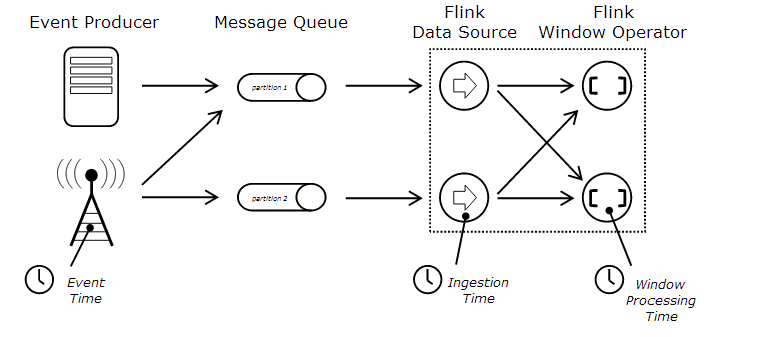 Event Producer
Message Queue
Flink
Data Source
Flink
Window Operator
partition 1
partition 2
Event
Time
Ingestion
Time
Window
Processing
Time